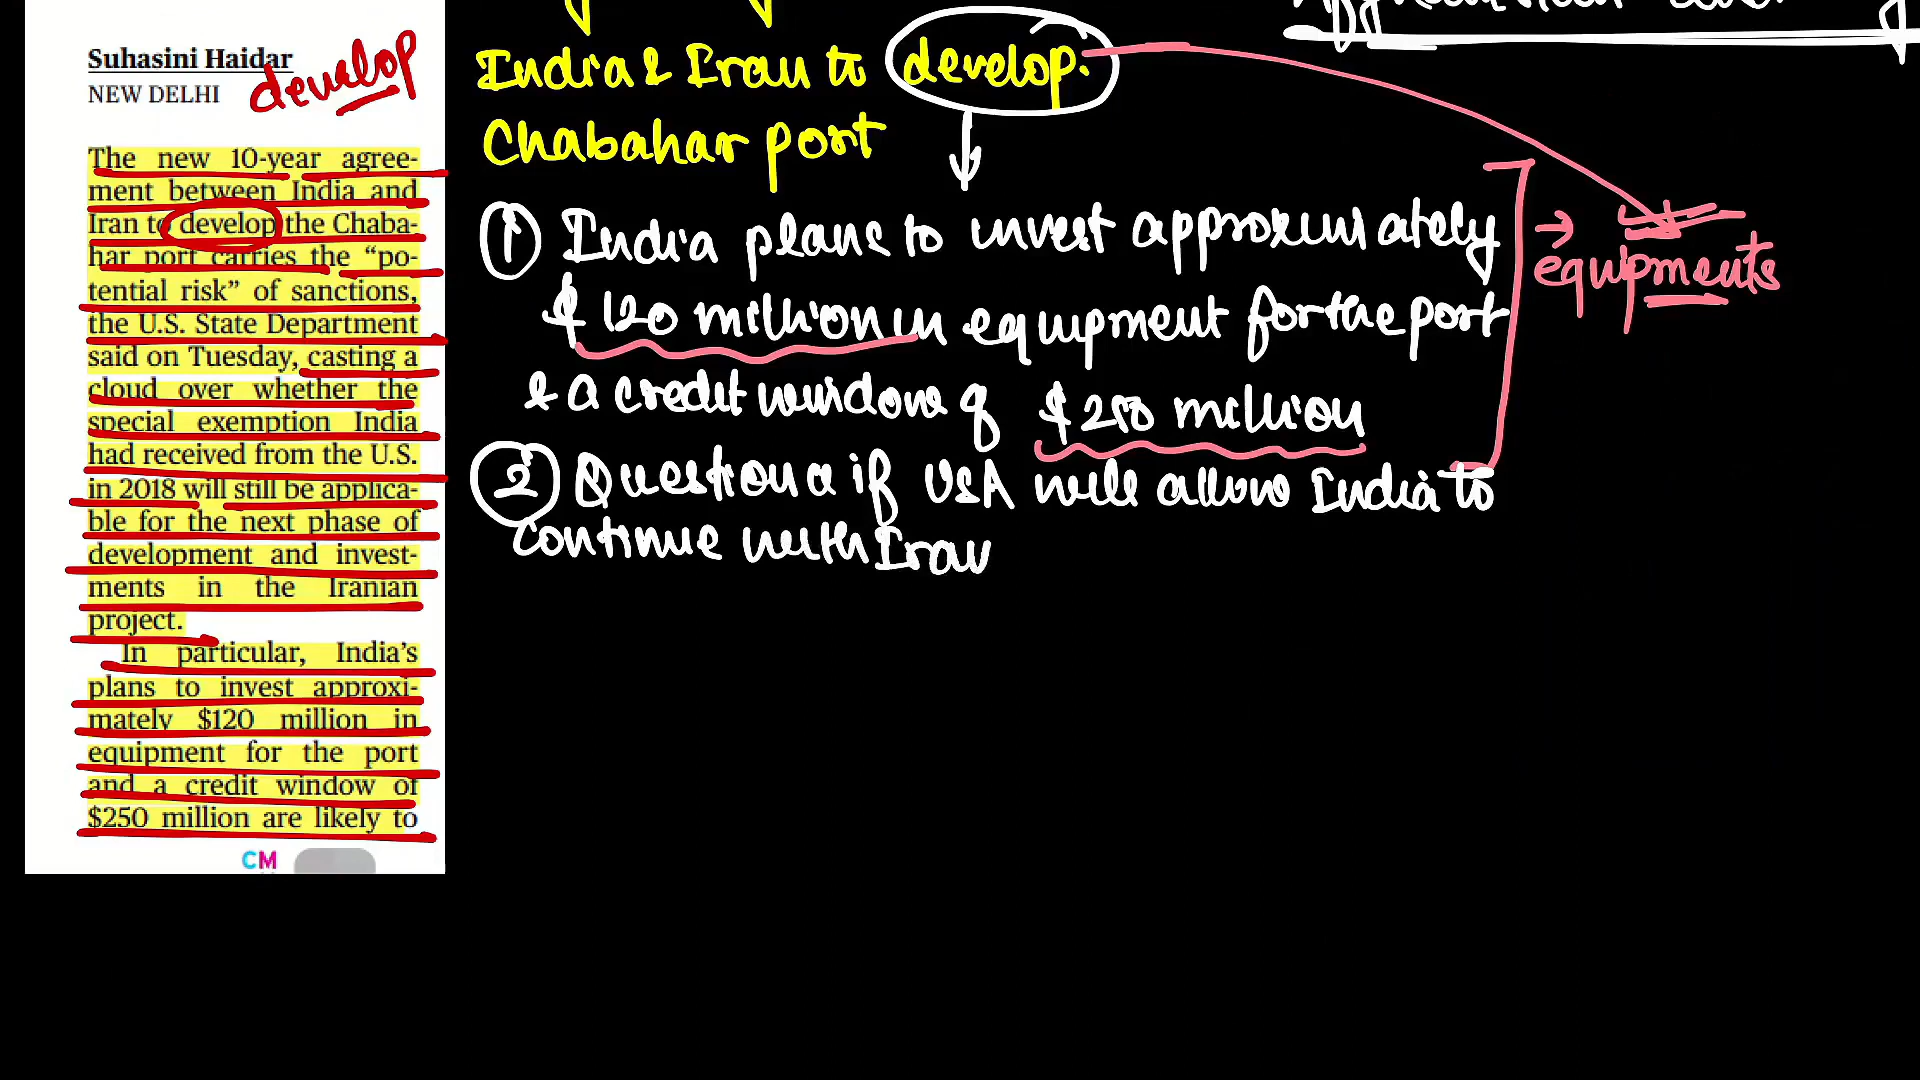 Suhasini Haidar
NEW DELHI
develop
The new 10-year agree-
ment between India and
Iran to develop the Chaba-
har port carries the “po-
tential risk” of sanctions,
the U.S. State Department
said on Tuesday, casting a
cloud over whether the
special exemption India
had received from the U.S.
in 2018 will still be applica-
ble for the next phase of
development and invest-
ments in the Iranian
project.
In particular, India’s
plans to invest approxi-
mately $120 million in
equipment for the port
and a credit window of
$250 million are likely to
CM
India & Iran to develop.
Chabahar port
① India plans to invest approximately
$120 million in equipment for the port
& a credit window of $250 million
② Question a if USA will allow India to
continue with Iran
→ equipments